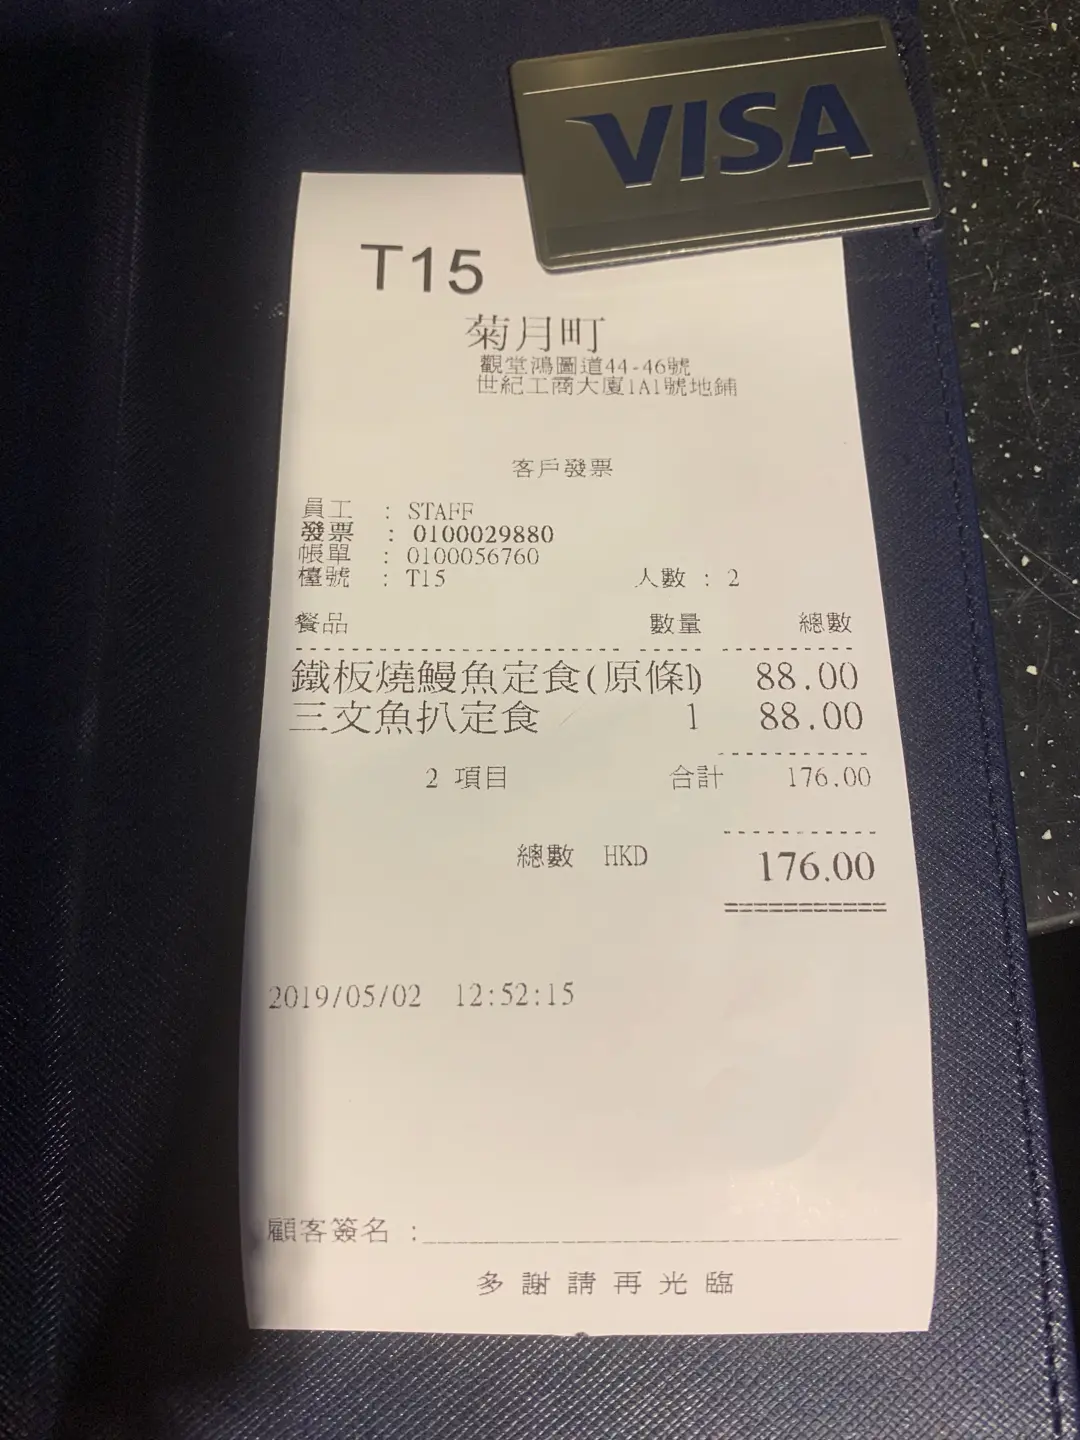 VISA
T15
菊月町
觀堂鴻圖道44-46號
世紀工商大廈1A1號地鋪
客戶發票
員工 : STAFF
發票 : 0100029880
帳單 : 0100056760
檯號 : T15 人數 : 2
餐品 數量 總數
鐵板燒鰻魚定食(原條1) 88.00
三文魚扒定食 1 88.00
2 項目 合計 176.00
總數 HKD 176.00
2019/05/02 12:52:15
顧客簽名 :
多謝請再光臨